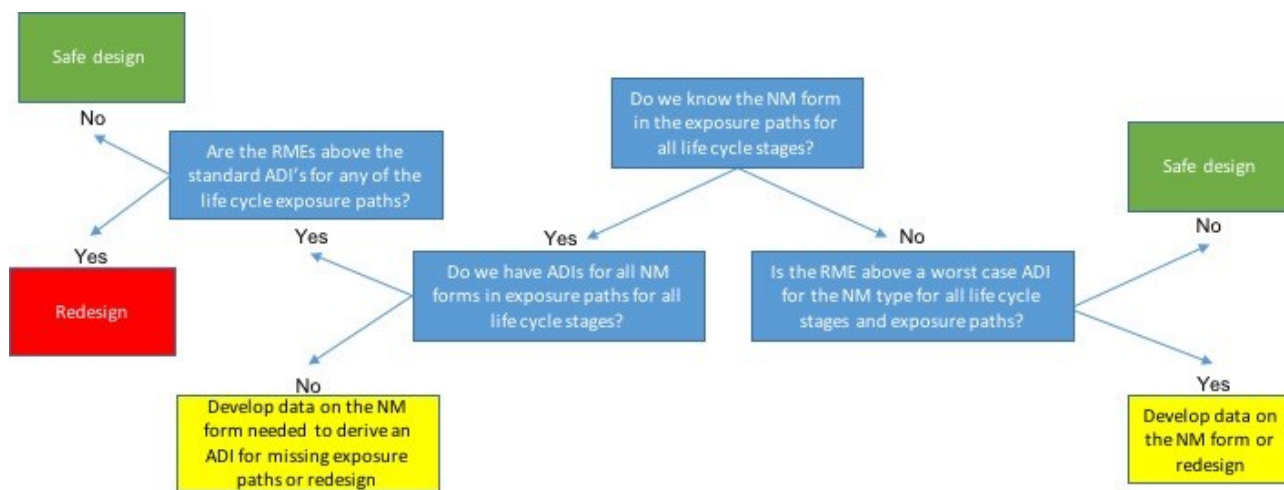 Safe design
No
Are the RMEs above the
standard ADI's for any of the
life cycle exposure paths?
Yes
Redesign
Do we know the NM form
in the exposure paths for
all life cycle stages?
Yes
Yes
No
Do we have ADIs for all NM
forms in exposure paths for all
life cycle stages?
No
Develop data on the NM
form needed to derive an
ADI for missing exposure
paths or redesign
Is the RME above a worst case ADI
for the NM type for all life cycle
stages and exposure paths?
Safe design
No
Yes
Develop data on
the NM form or
redesign